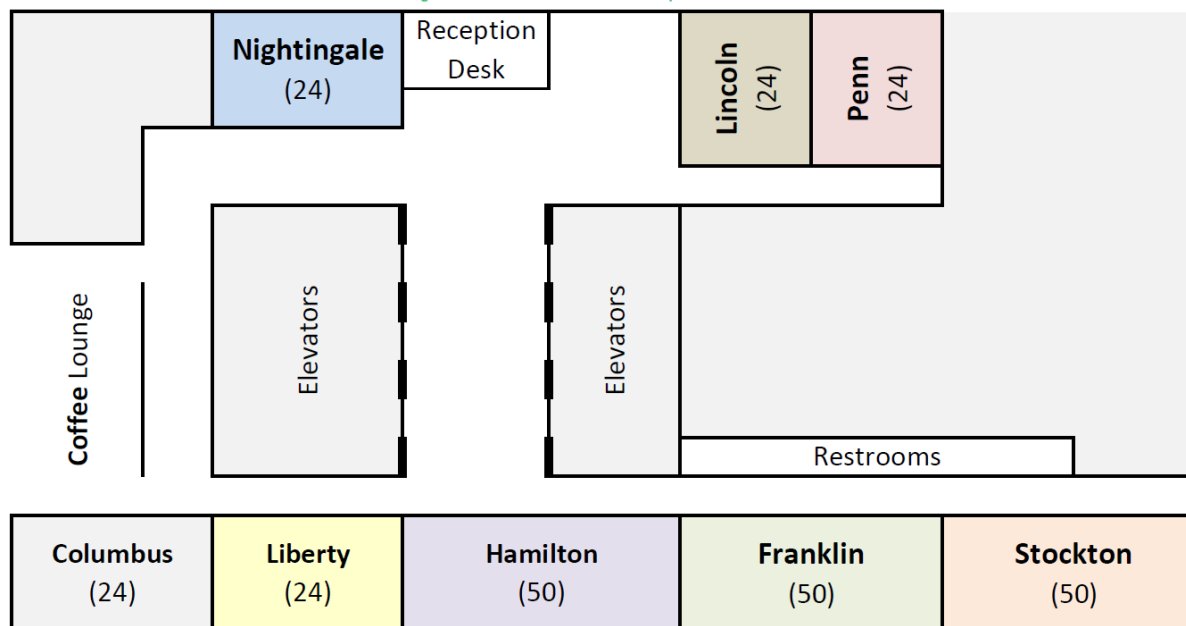 Nightingale
(24)
Reception
Desk
Lincoln
(24)
Penn
(24)
Coffee Lounge
Elevators
Elevators
Restrooms
Columbus
(24)
Liberty
(24)
Hamilton
(50)
Franklin
(50)
Stockton
(50)